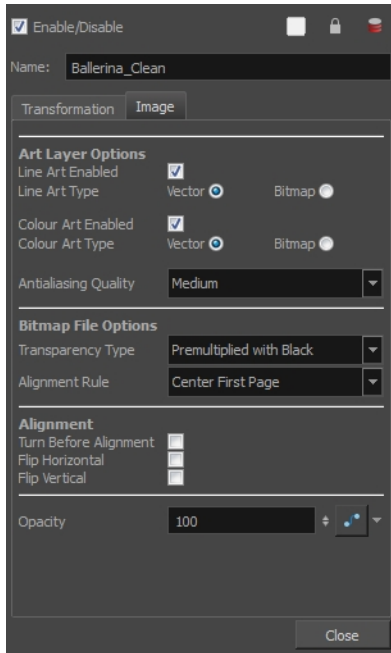 Enable/Disable
Name: Ballerina_Clean
Transformation Image
Art Layer Options
Line Art Enabled
Line Art Type Vector Bitmap
Colour Art Enabled
Colour Art Type Vector Bitmap
Antialiasing Quality Medium
Bitmap File Options
Transparency Type Premultiplied with Black
Alignment Rule Center First Page
Alignment
Turn Before Alignment
Flip Horizontal
Flip Vertical
Opacity 100
Close